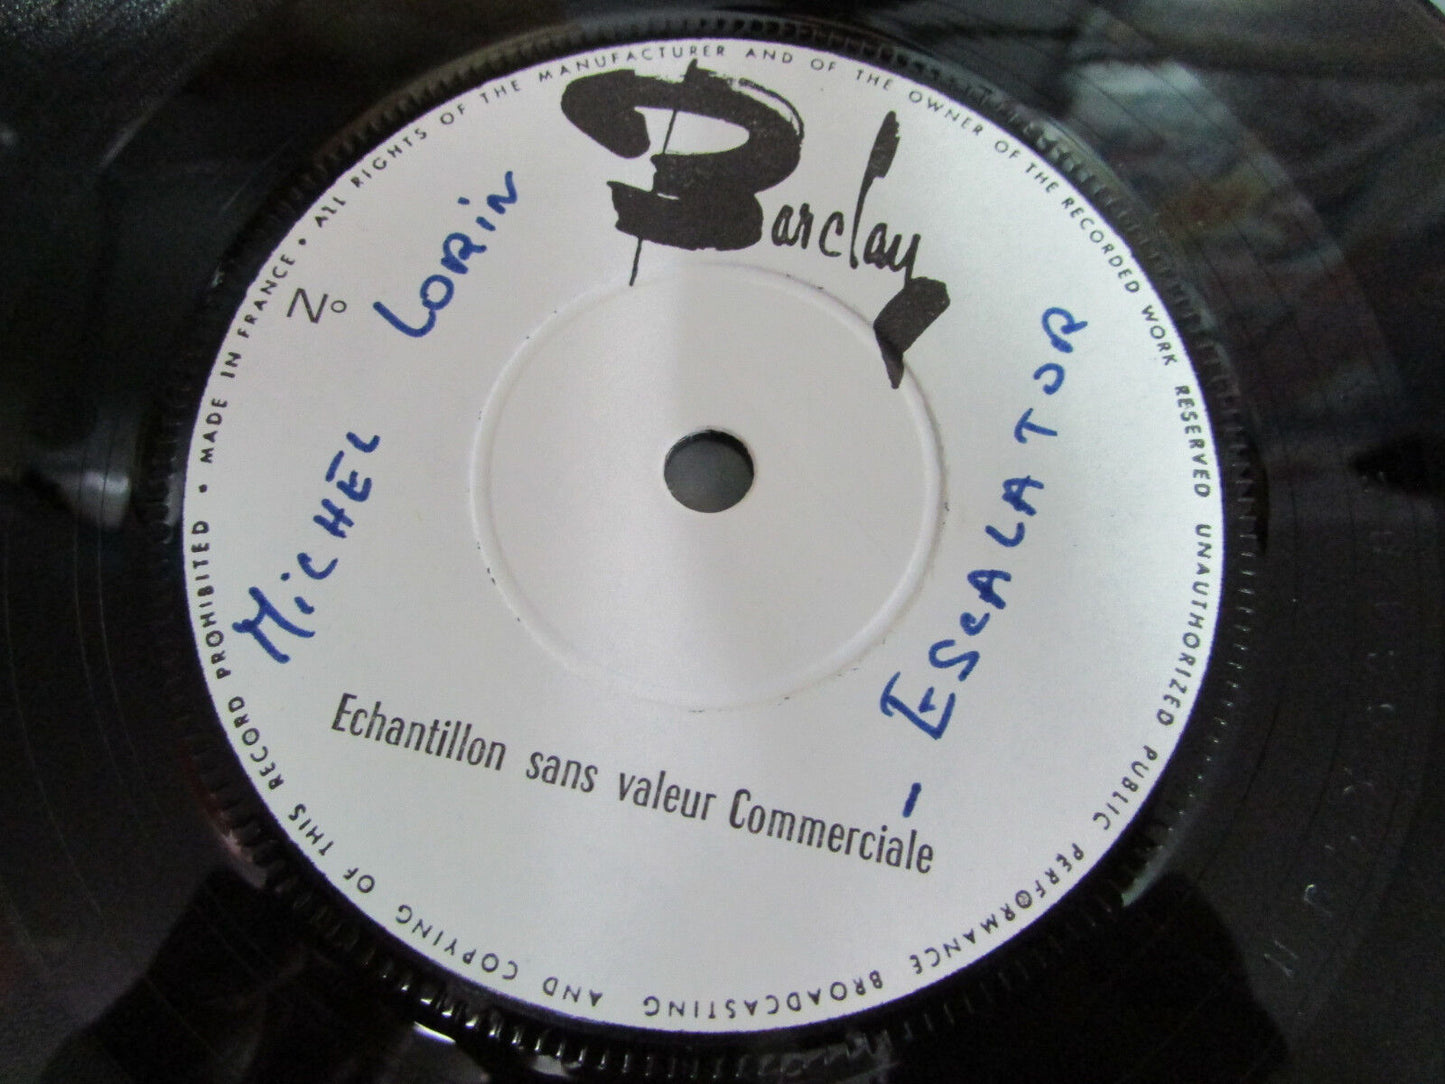 Barclay
MADE IN FRANCE • ALL RIGHTS OF THE MANUFACTURER AND OF THE OWNER OF THE RECORDED WORK RESERVED UNAUTHORIZED PUBLIC PERFORMANCE BROADCASTING AND COPYING OF THIS RECORD PROHIBITED •
No
MiCHEL LORiN
- ESCALATOR
Echantillon sans valeur Commerciale